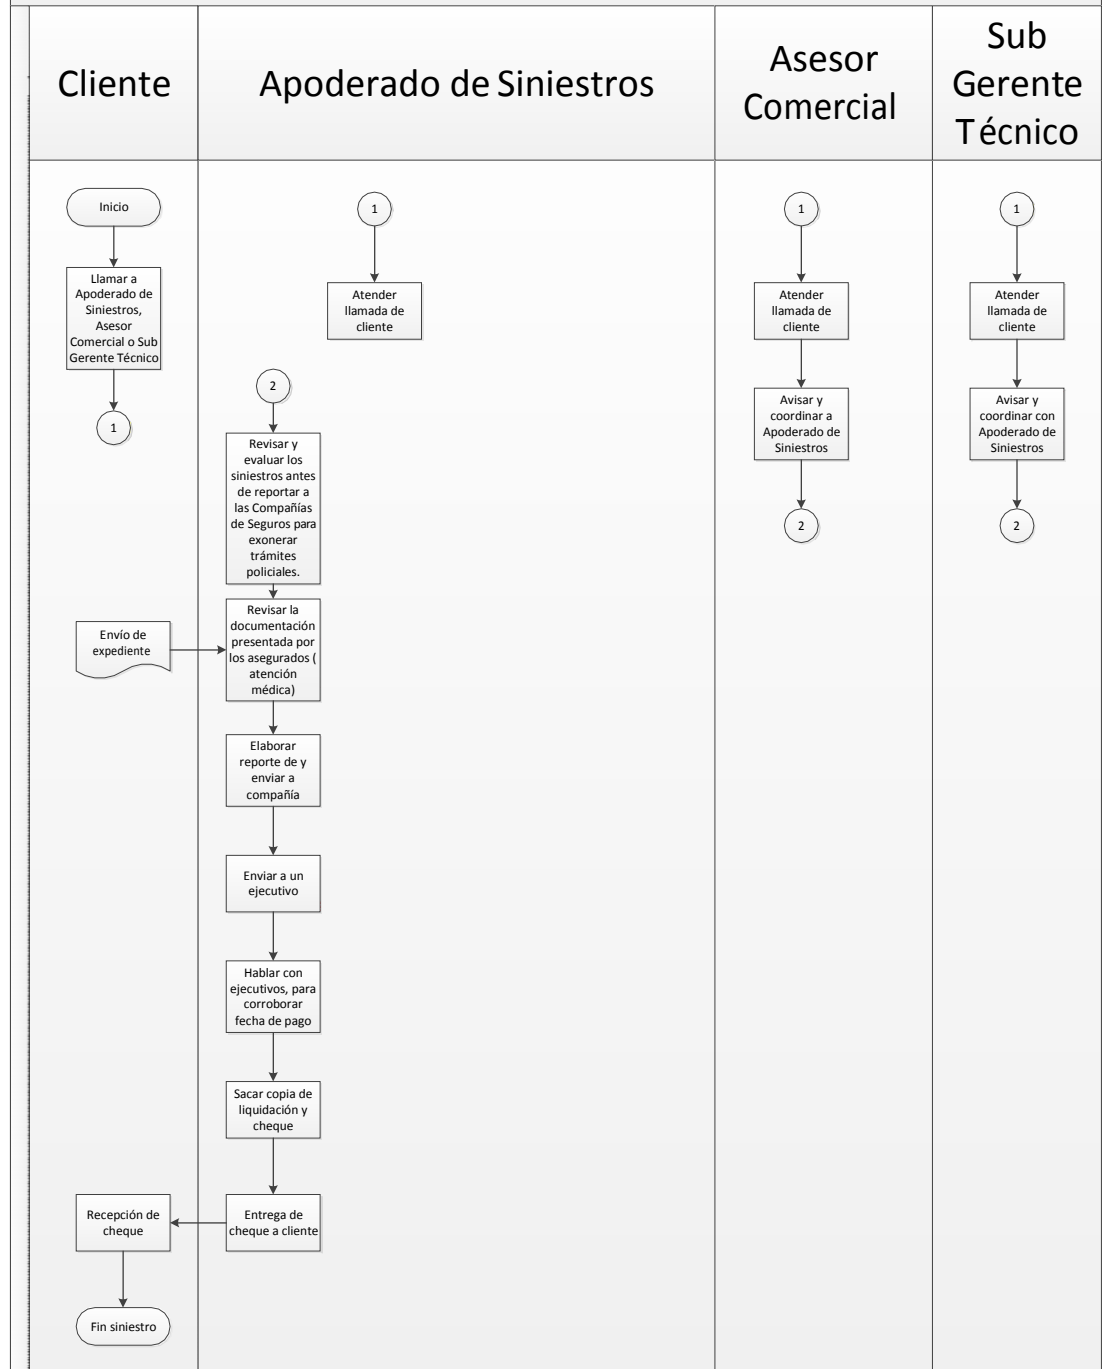 Cliente
Apoderado de Siniestros
Asesor
Comercial
Sub
Gerente
Técnico
Inicio
Llamar a
Apoderado de
Siniestros,
Asesor
Comercial o Sub
Gerente Técnico
1
1
Atender
llamada de
cliente
2
Revisar y
evaluar los
siniestros antes
de reportar a
las Compañías
de Seguros para
exonerar
trámites
policiales.
Envío de
expediente
Revisar la
documentación
presentada por
los asegurados (
atención
médica)
Elaborar
reporte de y
enviar a
compañía
Enviar a un
ejecutivo
Hablar con
ejecutivos, para
corroborar
fecha de pago
Sacar copia de
liquidación y
cheque
Entrega de
cheque a cliente
Recepción de
cheque
Fin siniestro
1
Atender
llamada de
cliente
Avisar y
coordinar a
Apoderado de
Siniestros
2
1
Atender
llamada de
cliente
Avisar y
coordinar con
Apoderado de
Siniestros
2